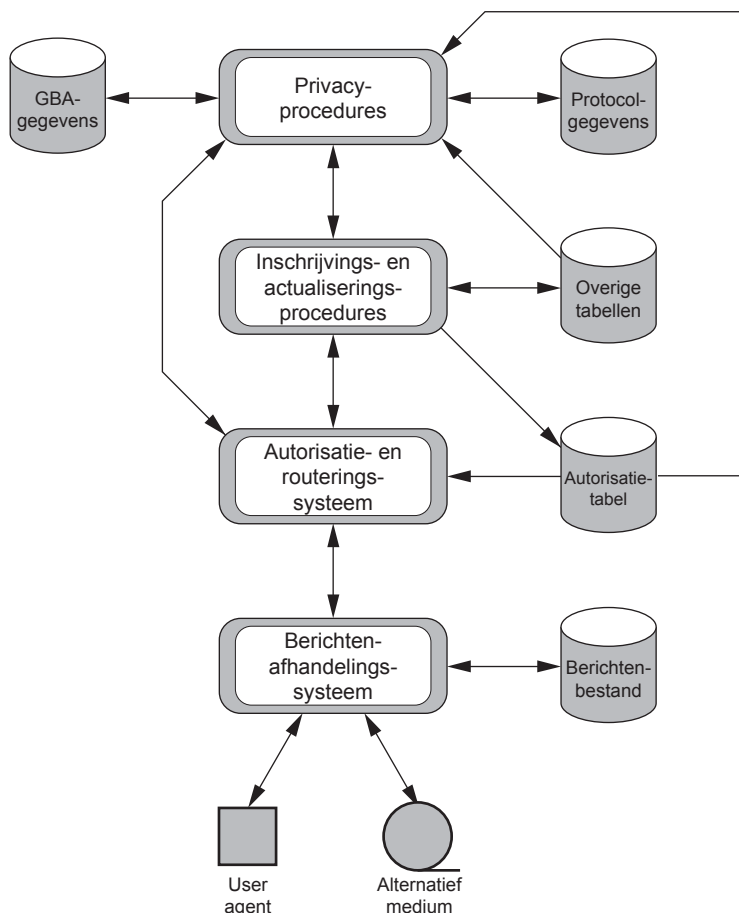 GBA-
gegevens
Privacy-
procedures
Protocol-
gegevens
Inschrijvings- en
actualiserings-
procedures
Overige
tabellen
Autorisatie- en
routerings-
systeem
Autorisatie-
tabel
Berichten-
afhandelings-
systeem
Berichten-
bestand
User
agent
Alternatief
medium